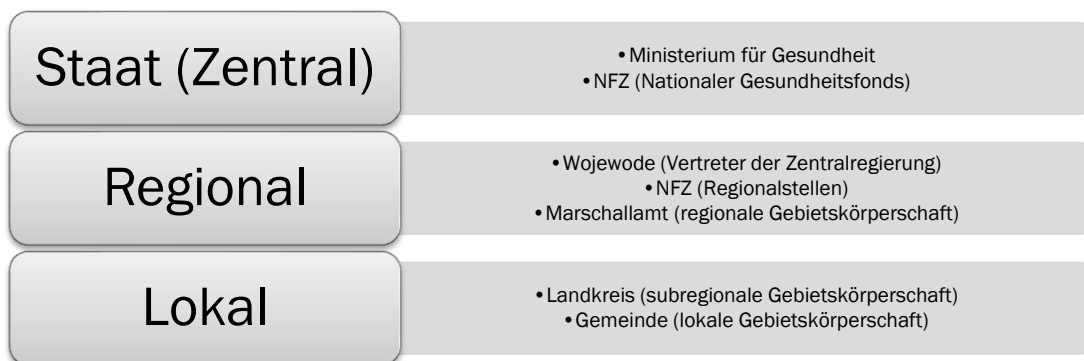 Staat (Zentral)
•Ministerium für Gesundheit
•NFZ (Nationaler Gesundheitsfonds)
Regional
•Wojewode (Vertreter der Zentralregierung)
•NFZ (Regionalstellen)
•Marschallamt (regionale Gebietskörperschaft)
Lokal
•Landkreis (subregionale Gebietskörperschaft)
•Gemeinde (lokale Gebietskörperschaft)